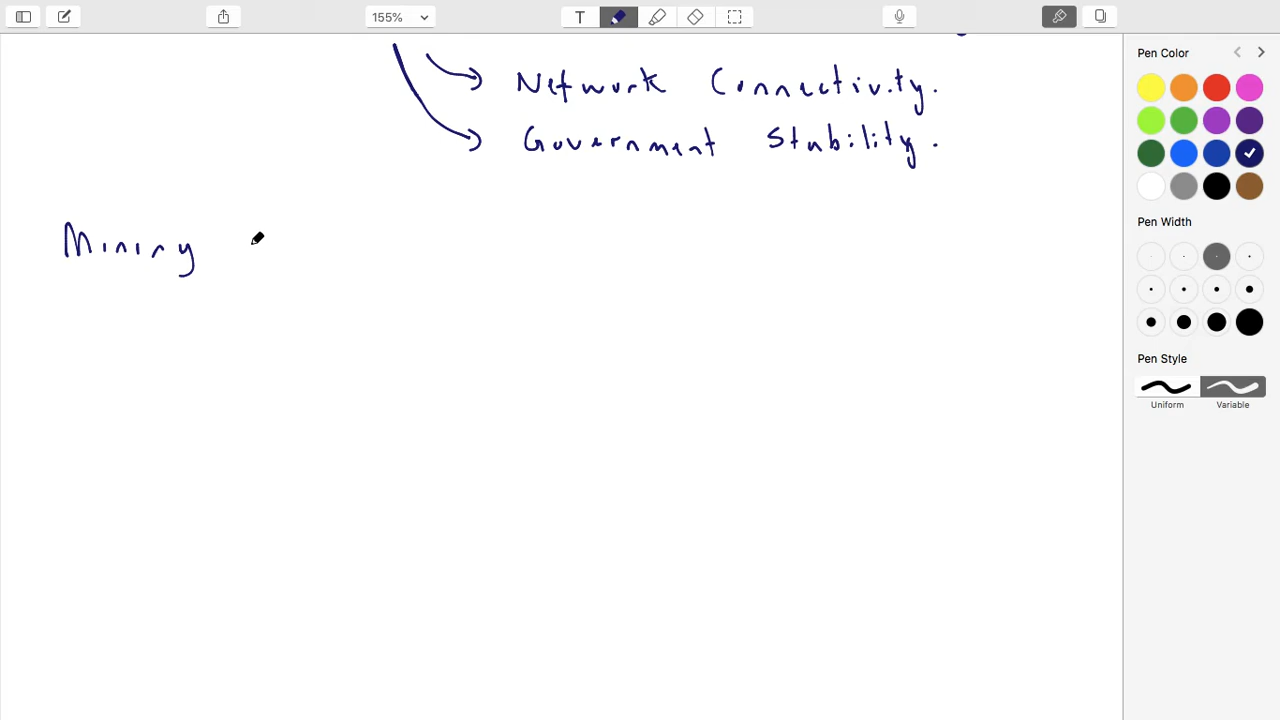 155%
T
Pen Color
Network Connectivity.
Government Stability.
Mining
Pen Width
Pen Style
Uniform Variable